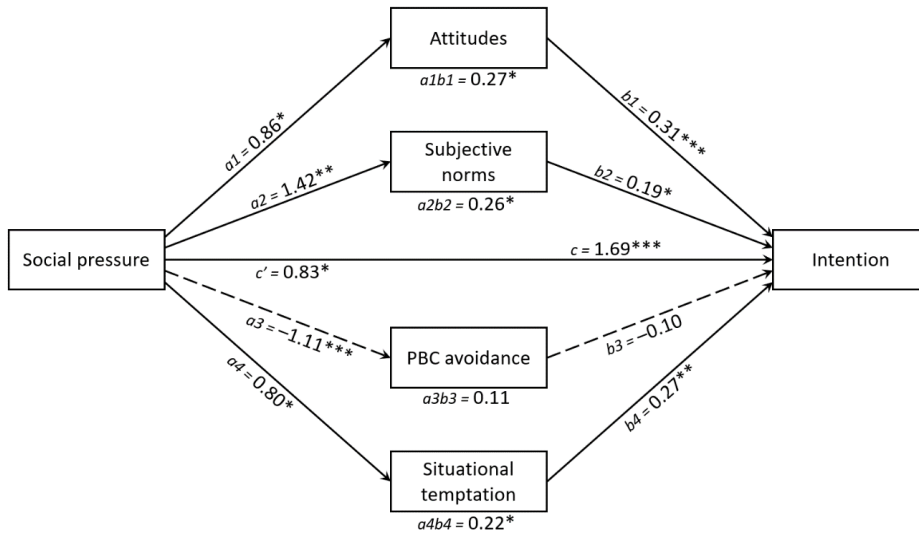 Attitudes
a1b1 = 0.27*
a1 = 0.86*
b1 = 0.31***
Subjective
norms
a2b2 = 0.26*
a2 = 1.42**
b2 = 0.19*
Social pressure
c = 1.69***
c' = 0.83*
Intention
a3 = −1.11***
b3 = −0.10
PBC avoidance
a3b3 = 0.11
a4 = 0.80*
b4 = 0.27**
Situational
temptation
a4b4 = 0.22*